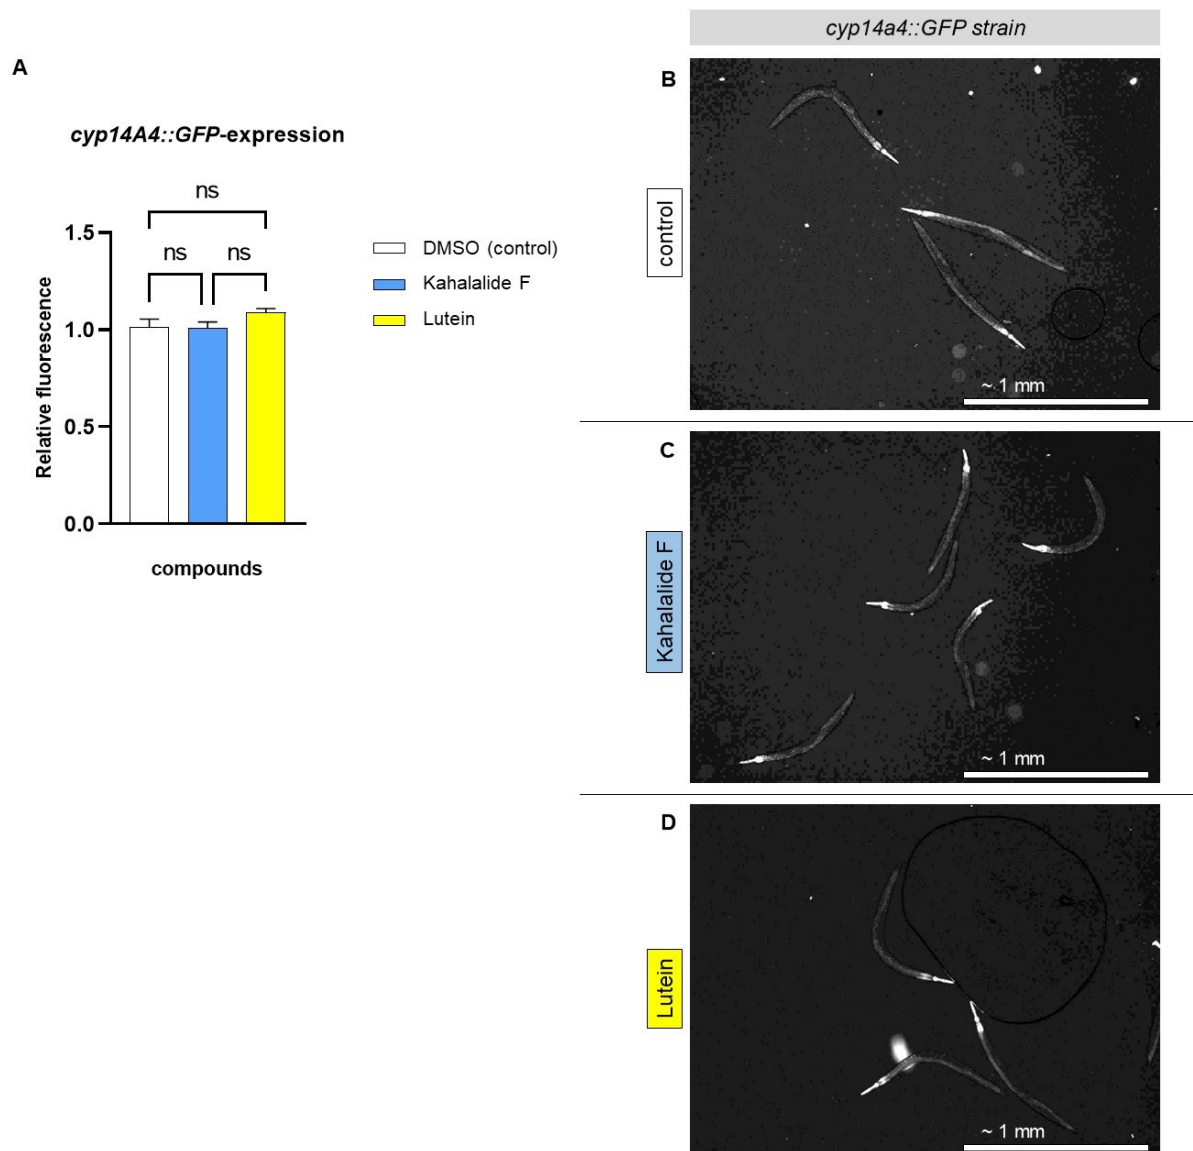 A
cyp14A4::GFP-expression
ns
ns ns
1.5
1.0
0.5
0.0
Relative fluorescence
compounds
DMSO (control)
Kahalalide F
Lutein
cyp14a4::GFP strain
B
control
~ 1 mm
C
Kahalalide F
~ 1 mm
D
Lutein
~ 1 mm